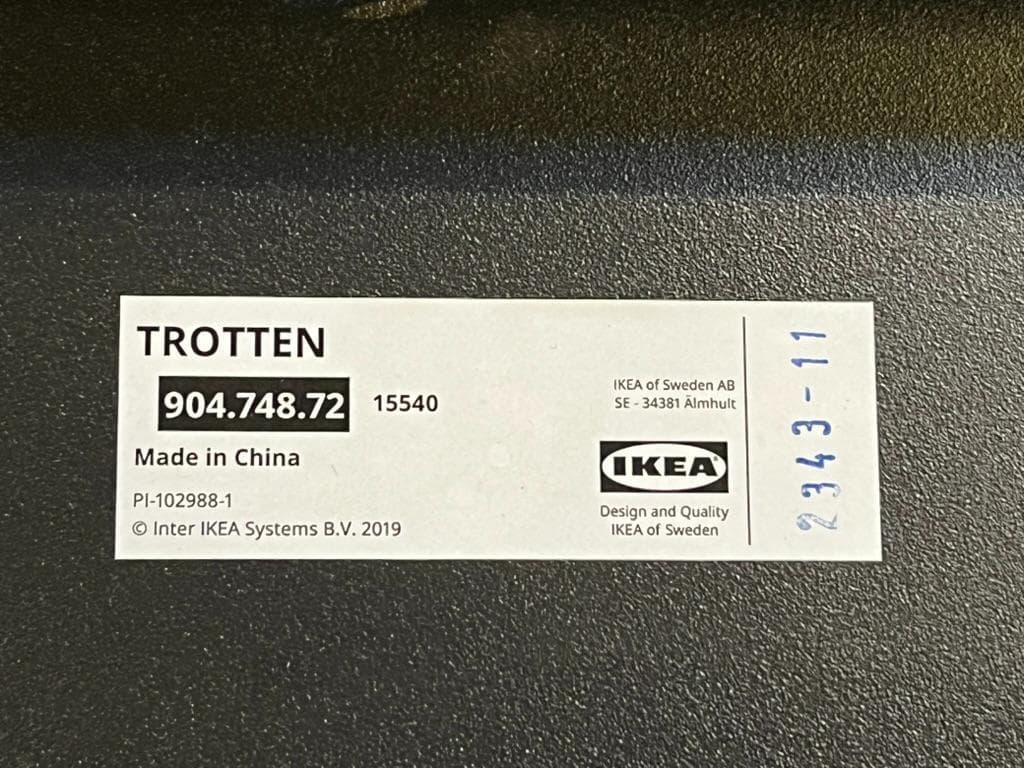 TROTTEN
904.748.72 15540
Made in China
PI-102988-1
© Inter IKEA Systems B.V. 2019
IKEA of Sweden AB
SE - 34381 Älmhult
IKEA®
Design and Quality
IKEA of Sweden
2343-11